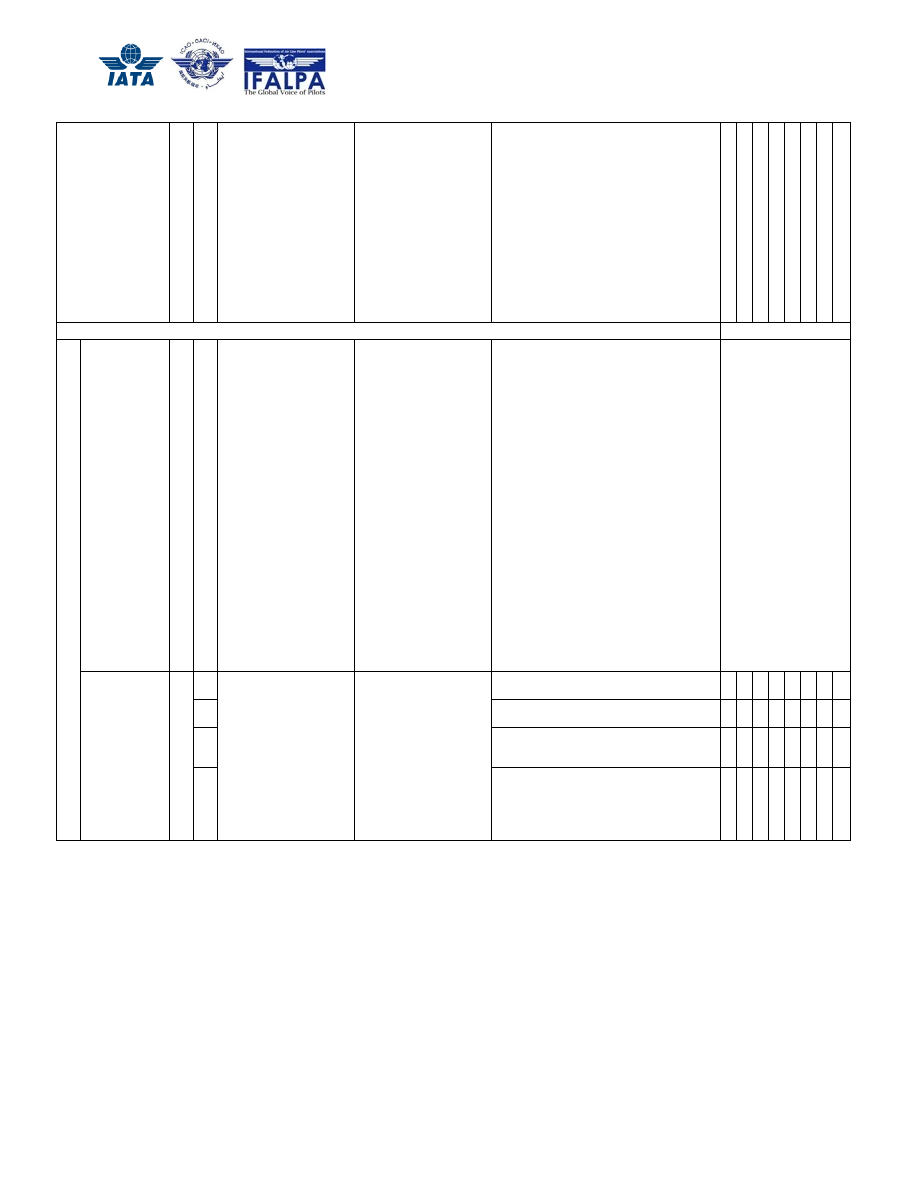 IATA
ICAO · OACI · ИКАО
International Federation of Air Line Pilots' Associations
IFALPA
The Global Voice of Pilots